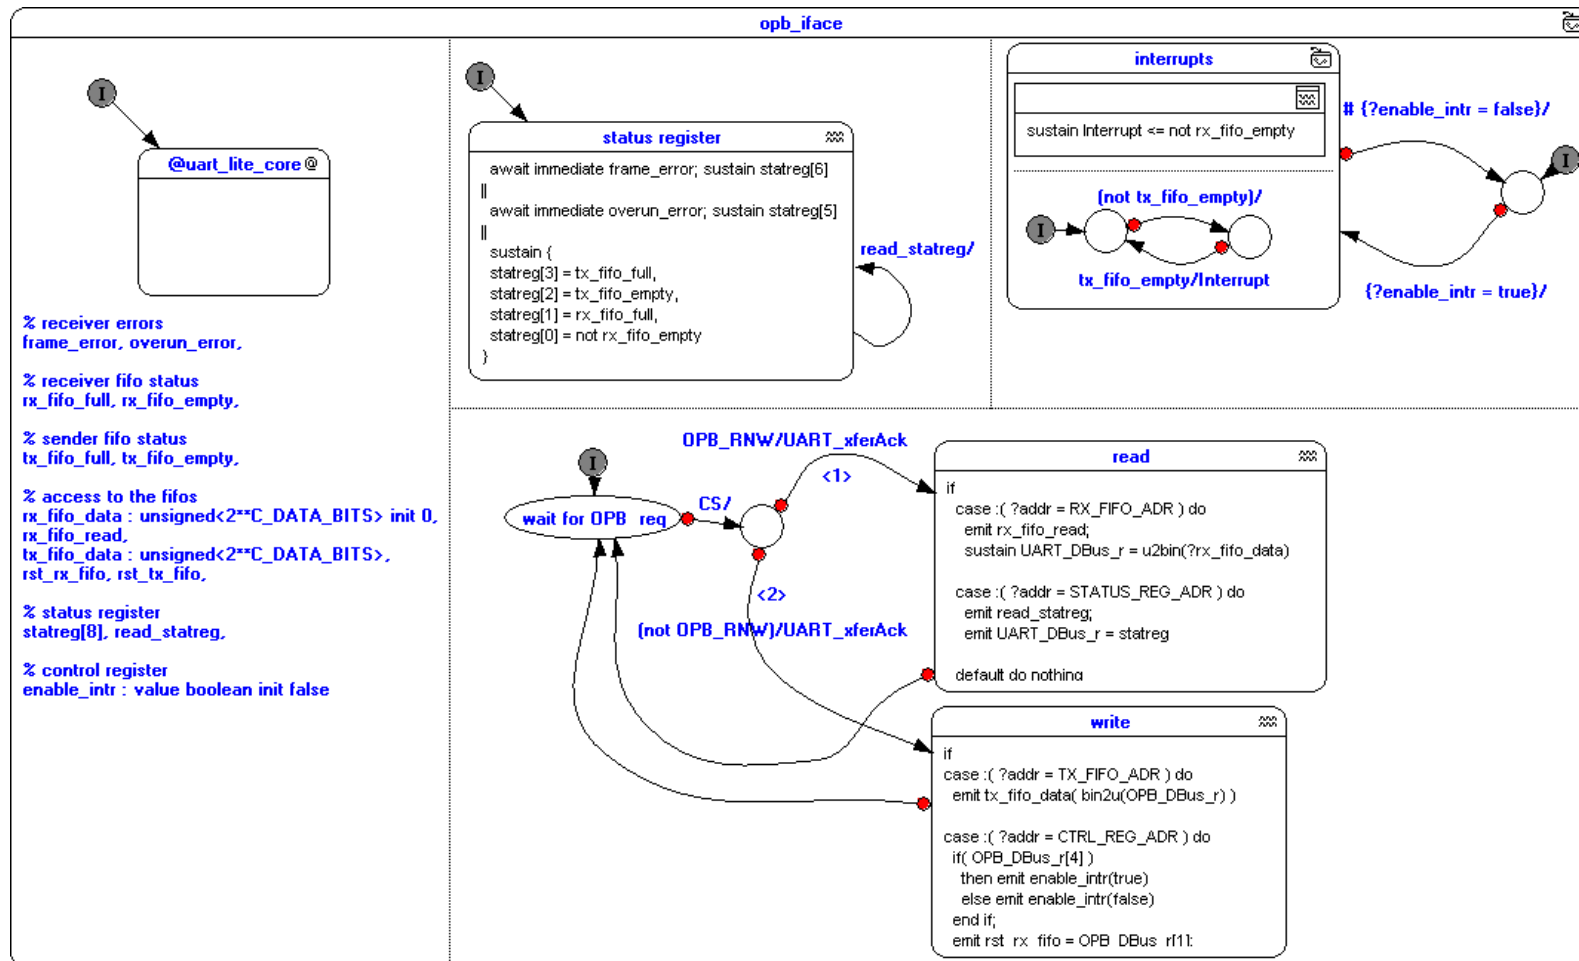 opb_iface
I
@uart_lite_core @
% receiver errors
frame_error, overun_error,
% receiver fifo status
rx_fifo_full, rx_fifo_empty,
% sender fifo status
tx_fifo_full, tx_fifo_empty,
% access to the fifos
rx_fifo_data : unsigned<2**C_DATA_BITS> init 0,
rx_fifo_read,
tx_fifo_data : unsigned<2**C_DATA_BITS>,
rst_rx_fifo, rst_tx_fifo,
% status register
statreg[8], read_statreg,
% control register
enable_intr : value boolean init false
I
status register
await immediate frame_error; sustain statreg[6]
||
await immediate overun_error; sustain statreg[5]
||
sustain {
statreg[3] = tx_fifo_full,
statreg[2] = tx_fifo_empty,
statreg[1] = rx_fifo_full,
statreg[0] = not rx_fifo_empty
}
read_statreg/
interrupts
sustain Interrupt <= not rx_fifo_empty
(not tx_fifo_empty)/
I
tx_fifo_empty/Interrupt
# {?enable_intr = false}/
I
{?enable_intr = true}/
I
wait for OPB_req
CS/
OPB_RNW/UART_xferAck
<1>
<2>
(not OPB_RNW)/UART_xferAck
read
if
case :( ?addr = RX_FIFO_ADR ) do
emit rx_fifo_read;
sustain UART_DBus_r = u2bin(?rx_fifo_data)
case :( ?addr = STATUS_REG_ADR ) do
emit read_statreg;
emit UART_DBus_r = statreg
default do nothing
write
if
case :( ?addr = TX_FIFO_ADR ) do
emit tx_fifo_data( bin2u(OPB_DBus_r) )
case :( ?addr = CTRL_REG_ADR ) do
if( OPB_DBus_r[4] )
then emit enable_intr(true)
else emit enable_intr(false)
end if;
emit rst_rx_fifo = OPB_DBus_r[1];